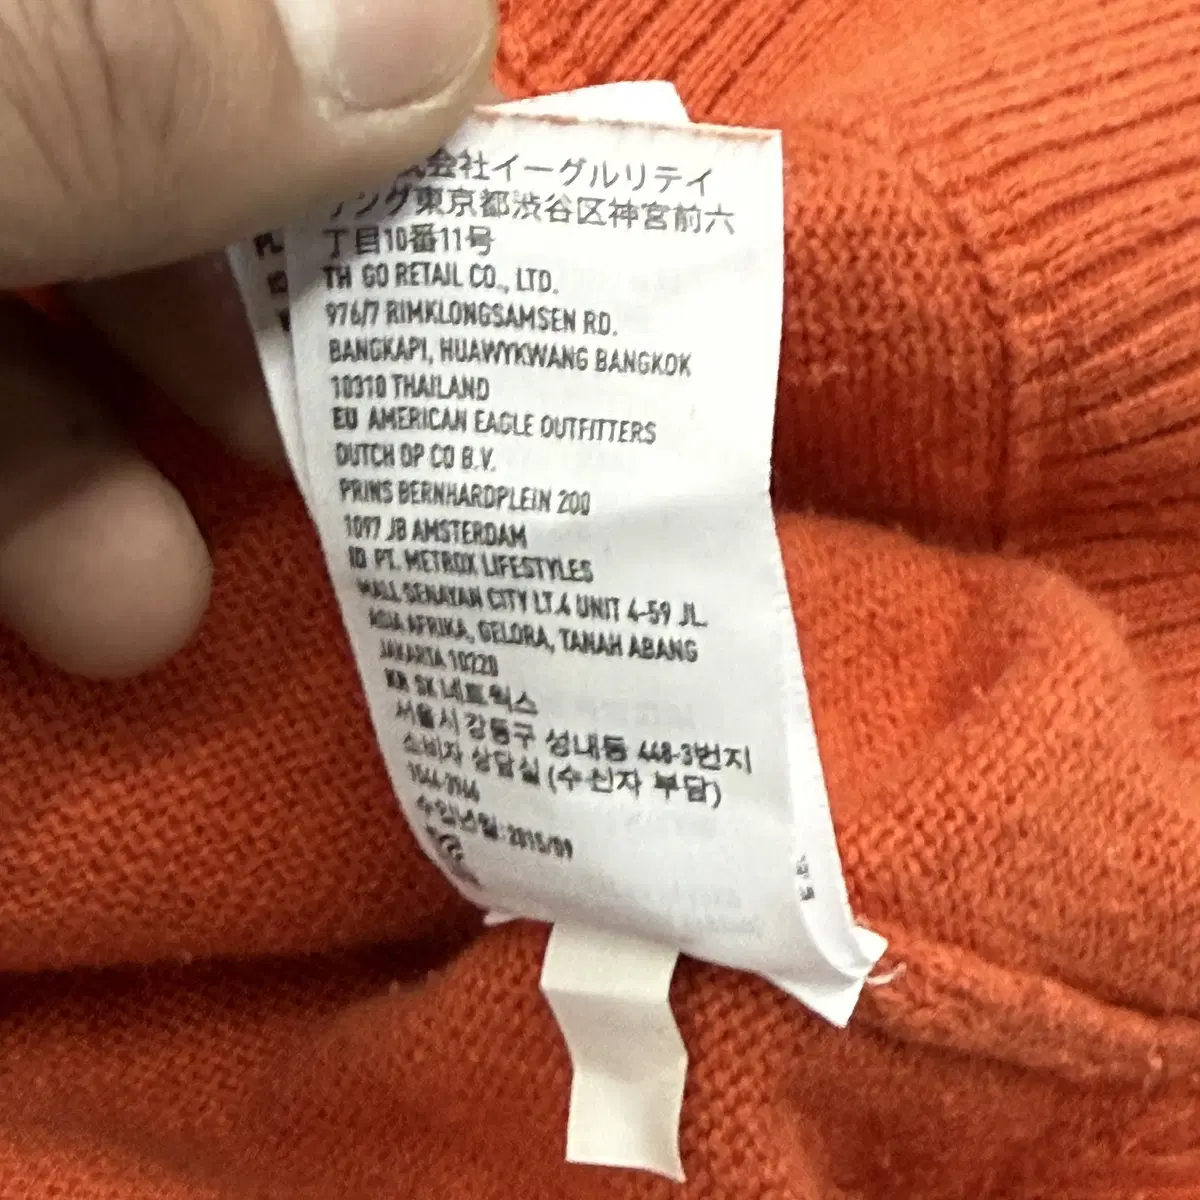 会社イーグルリテイ
リング東京都渋谷区神宮前六
丁目10番11号
TH GO RETAIL CO., LTD.
976/7 RIMKLONGSAMSEN RD.
BANGKAPI, HUAWYKWANG BANGKOK
10310 THAILAND
EU AMERICAN EAGLE OUTFITTERS
DUTCH OP CO B.V.
PRINS BERNHARDPLEIN 200
1097 JB AMSTERDAM
ID PT. METROX LIFESTYLES
MALL SENAYAN CITY LT.4 UNIT 4-59 JL.
ASIA AFRIKA, GELORA, TANAH ABANG
JAKARTA 10220
KR SK 네트웍스
서울시 강동구 성내동 448-3번지
소비자 상담실 (수신자 부담)
수입년월: 2015/09
PL